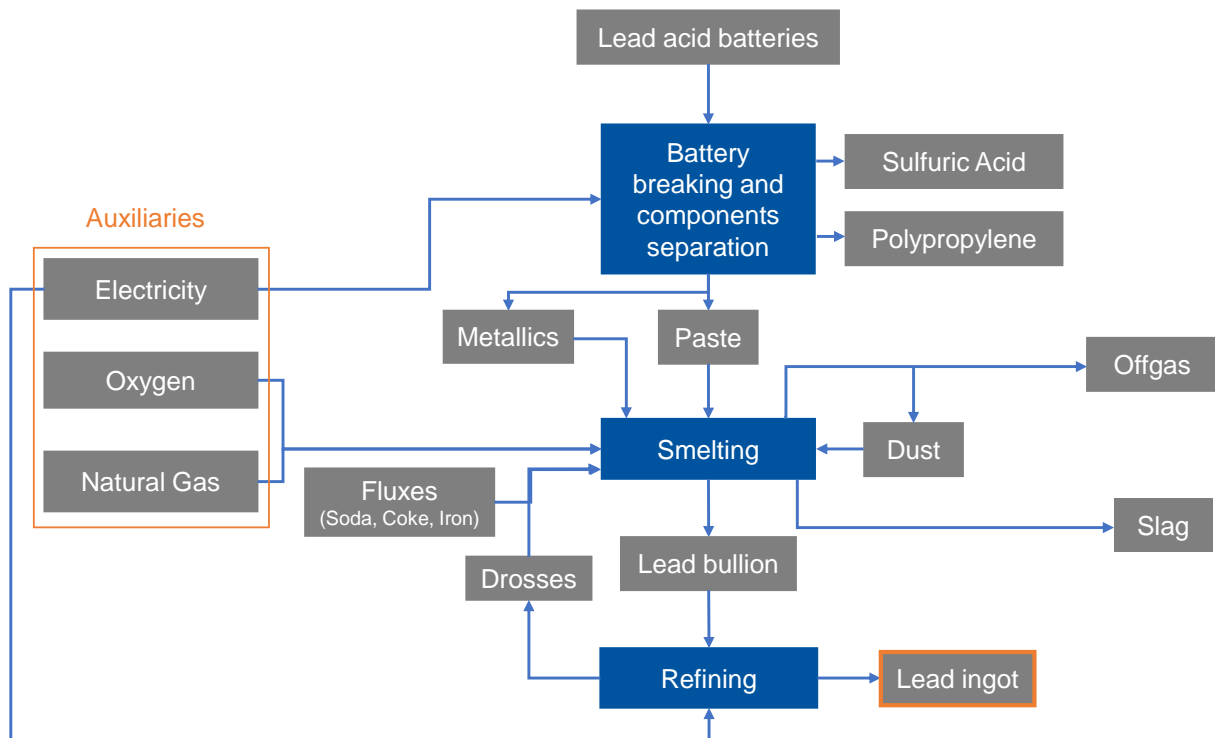 Lead acid batteries
Battery
breaking and
components
separation
Sulfuric Acid
Polypropylene
Auxiliaries
Electricity
Oxygen
Natural Gas
Metallics
Paste
Offgas
Smelting
Dust
Fluxes
(Soda, Coke, Iron)
Slag
Lead bullion
Drosses
Refining
Lead ingot